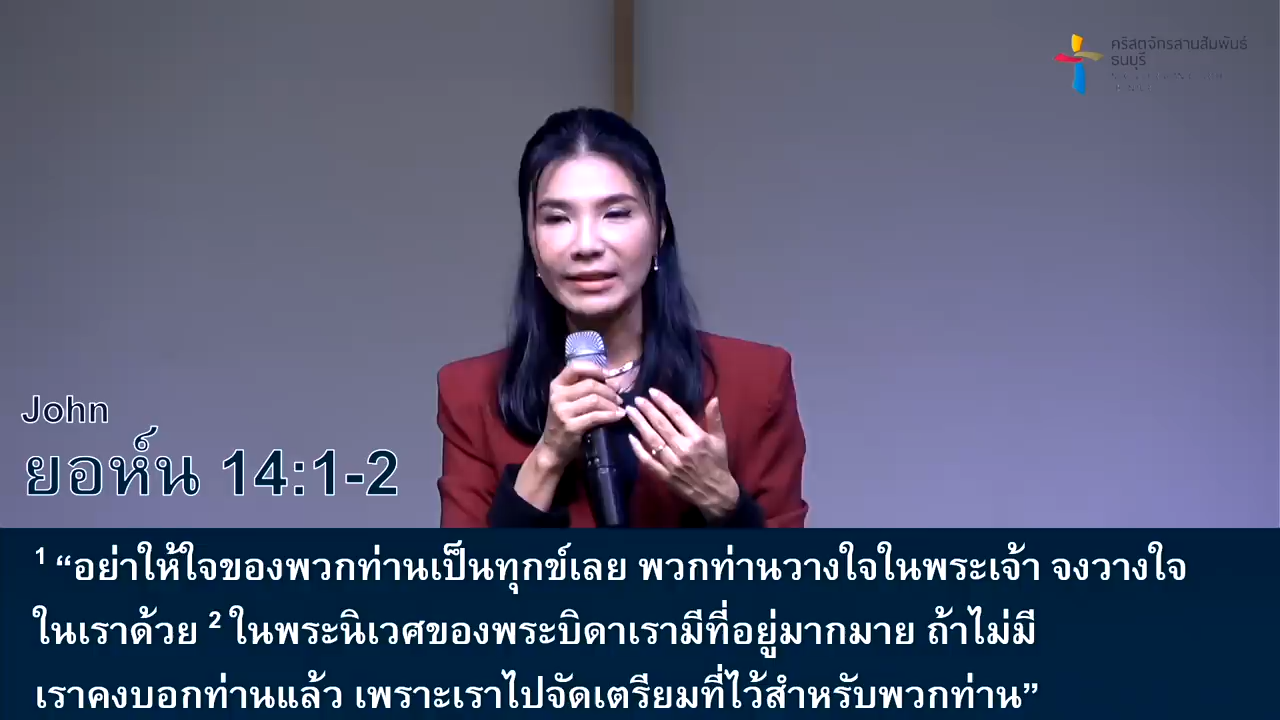 คริสตจักรสานสัมพันธ์
ธนบุรี
John
ยอห์น 14:1-2
1 “อย่าให้ใจของพวกท่านเป็นทุกข์เลย พวกท่านวางใจในพระเจ้า จงวางใจ
ในเราด้วย 2 ในพระนิเวศของพระบิดาเรามีที่อยู่มากมาย ถ้าไม่มี
เราคงบอกท่านแล้ว เพราะเราไปจัดเตรียมที่ไว้สำหรับพวกท่าน”